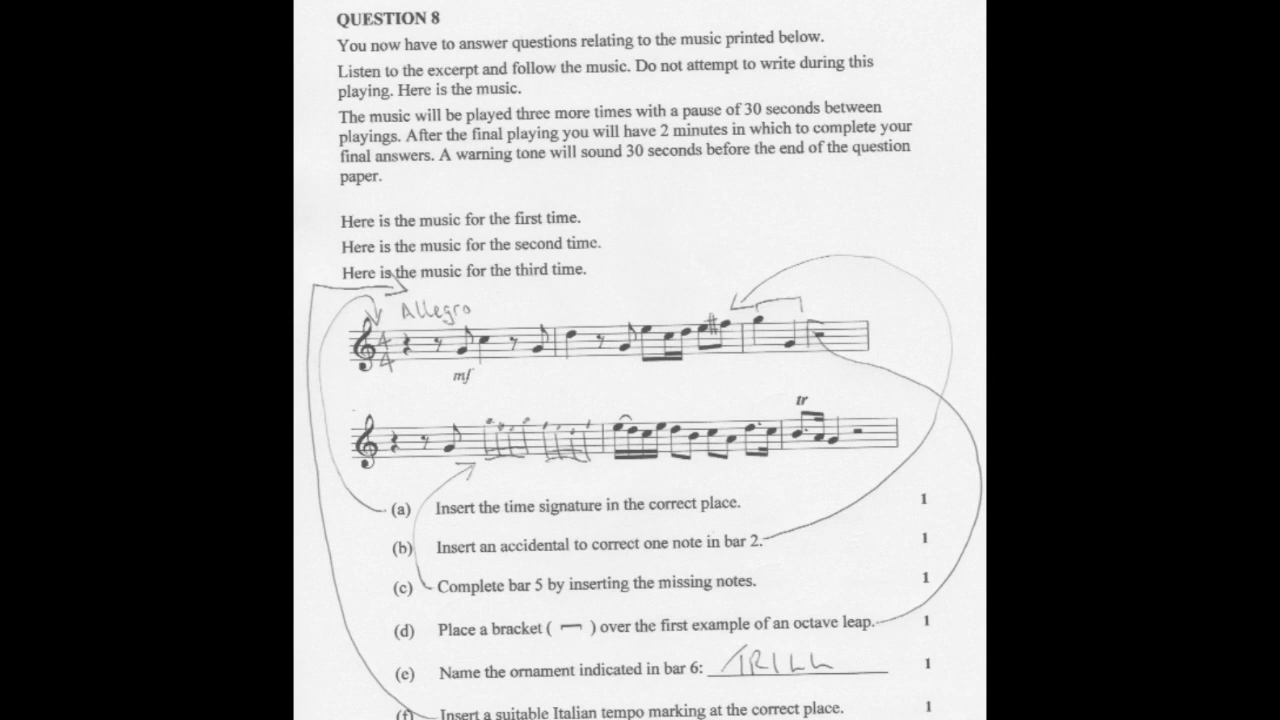 QUESTION 8
You now have to answer questions relating to the music printed below.
Listen to the excerpt and follow the music. Do not attempt to write during this
playing. Here is the music.
The music will be played three more times with a pause of 30 seconds between
playings. After the final playing you will have 2 minutes in which to complete your
final answers. A warning tone will sound 30 seconds before the end of the question
paper.
Here is the music for the first time.
Here is the music for the second time.
Here is the music for the third time.
Allegro
4
4
mf
tr
(a) Insert the time signature in the correct place. 1
(b) Insert an accidental to correct one note in bar 2. 1
(c) Complete bar 5 by inserting the missing notes. 1
(d) Place a bracket ( ) over the first example of an octave leap. 1
(e) Name the ornament indicated in bar 6: TRILL 1
(f) Insert a suitable Italian tempo marking at the correct place. 1